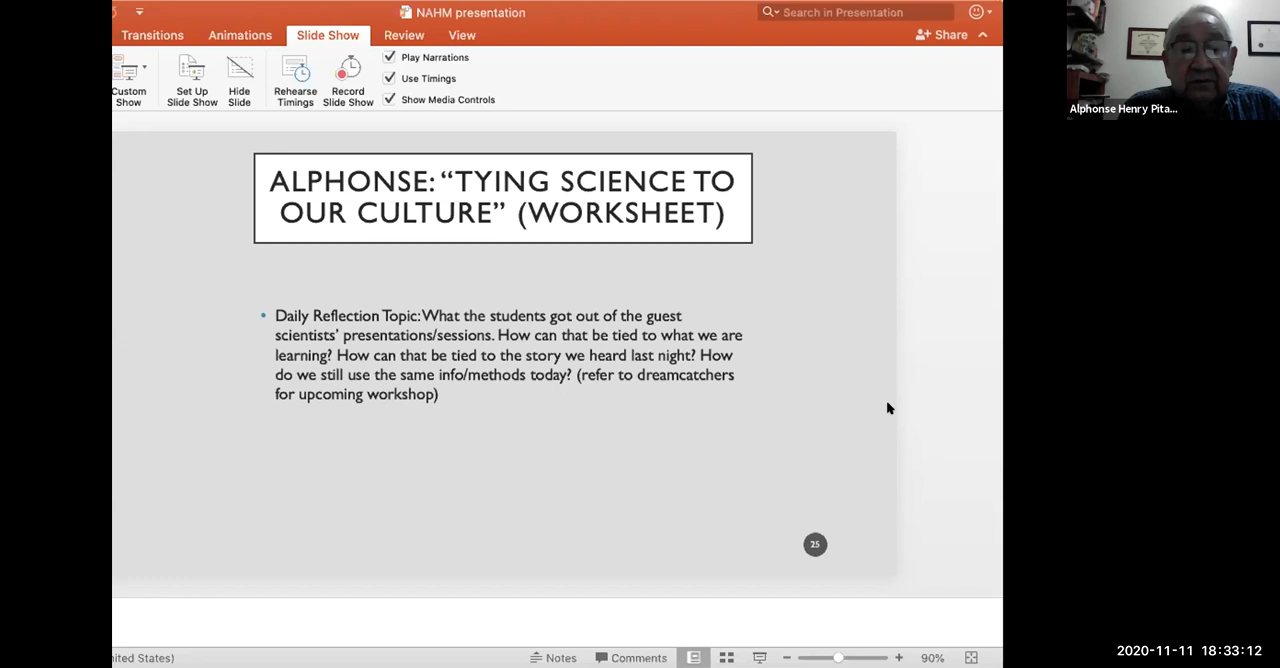 NAHM presentation
Search in Presentation
Transitions Animations Slide Show Review View
Share
Custom Show
Set Up Slide Show
Hide Slide
Rehearse Timings
Record Slide Show
Play Narrations
Use Timings
Show Media Controls
Alphonse Henry Pita...
ALPHONSE: “TYING SCIENCE TO
OUR CULTURE” (WORKSHEET)
• Daily Reflection Topic: What the students got out of the guest
scientists’ presentations/sessions. How can that be tied to what we are
learning? How can that be tied to the story we heard last night? How
do we still use the same info/methods today? (refer to dreamcatchers
for upcoming workshop)
25
nited States)
Notes
Comments
90%
2020-11-11 18:33:12